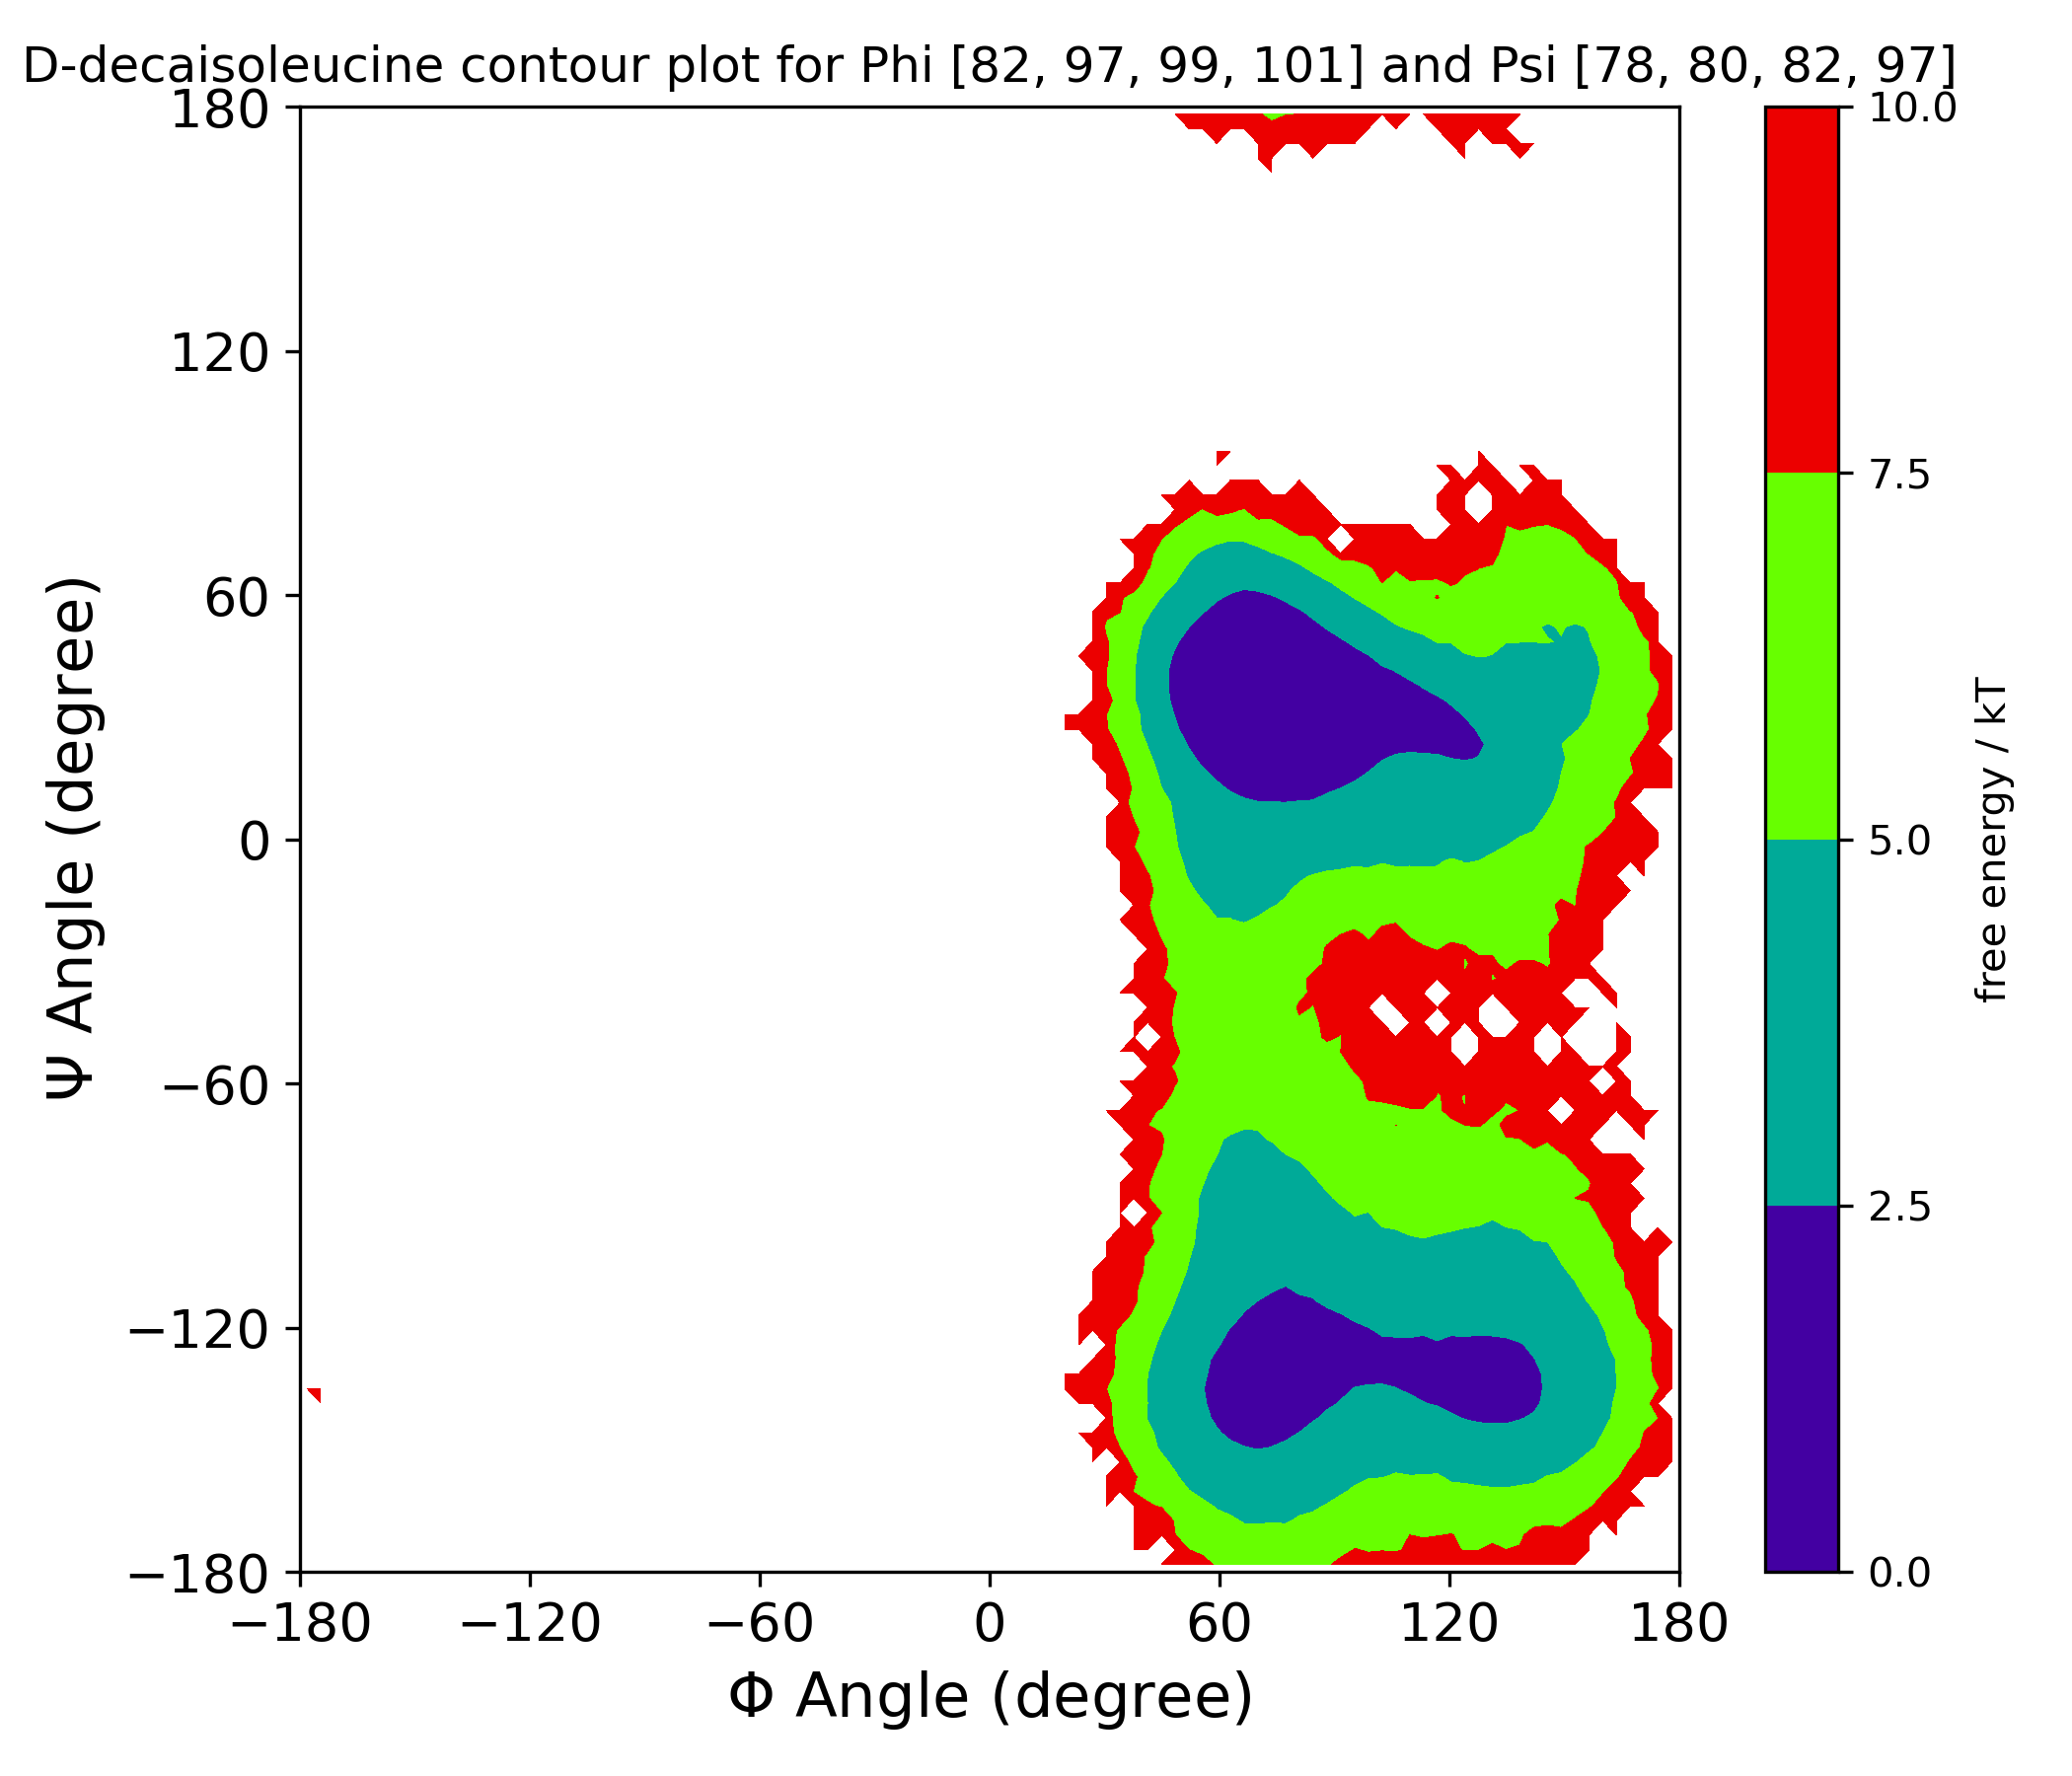 D-decaisoleucine contour plot for Phi [82, 97, 99, 101] and Psi [78, 80, 82, 97]
180
120
60
0
−60
−120
−180
Ψ Angle (degree)
−180 −120 −60 0 60 120 180
Φ Angle (degree)
10.0
7.5
5.0
2.5
0.0
free energy / kT